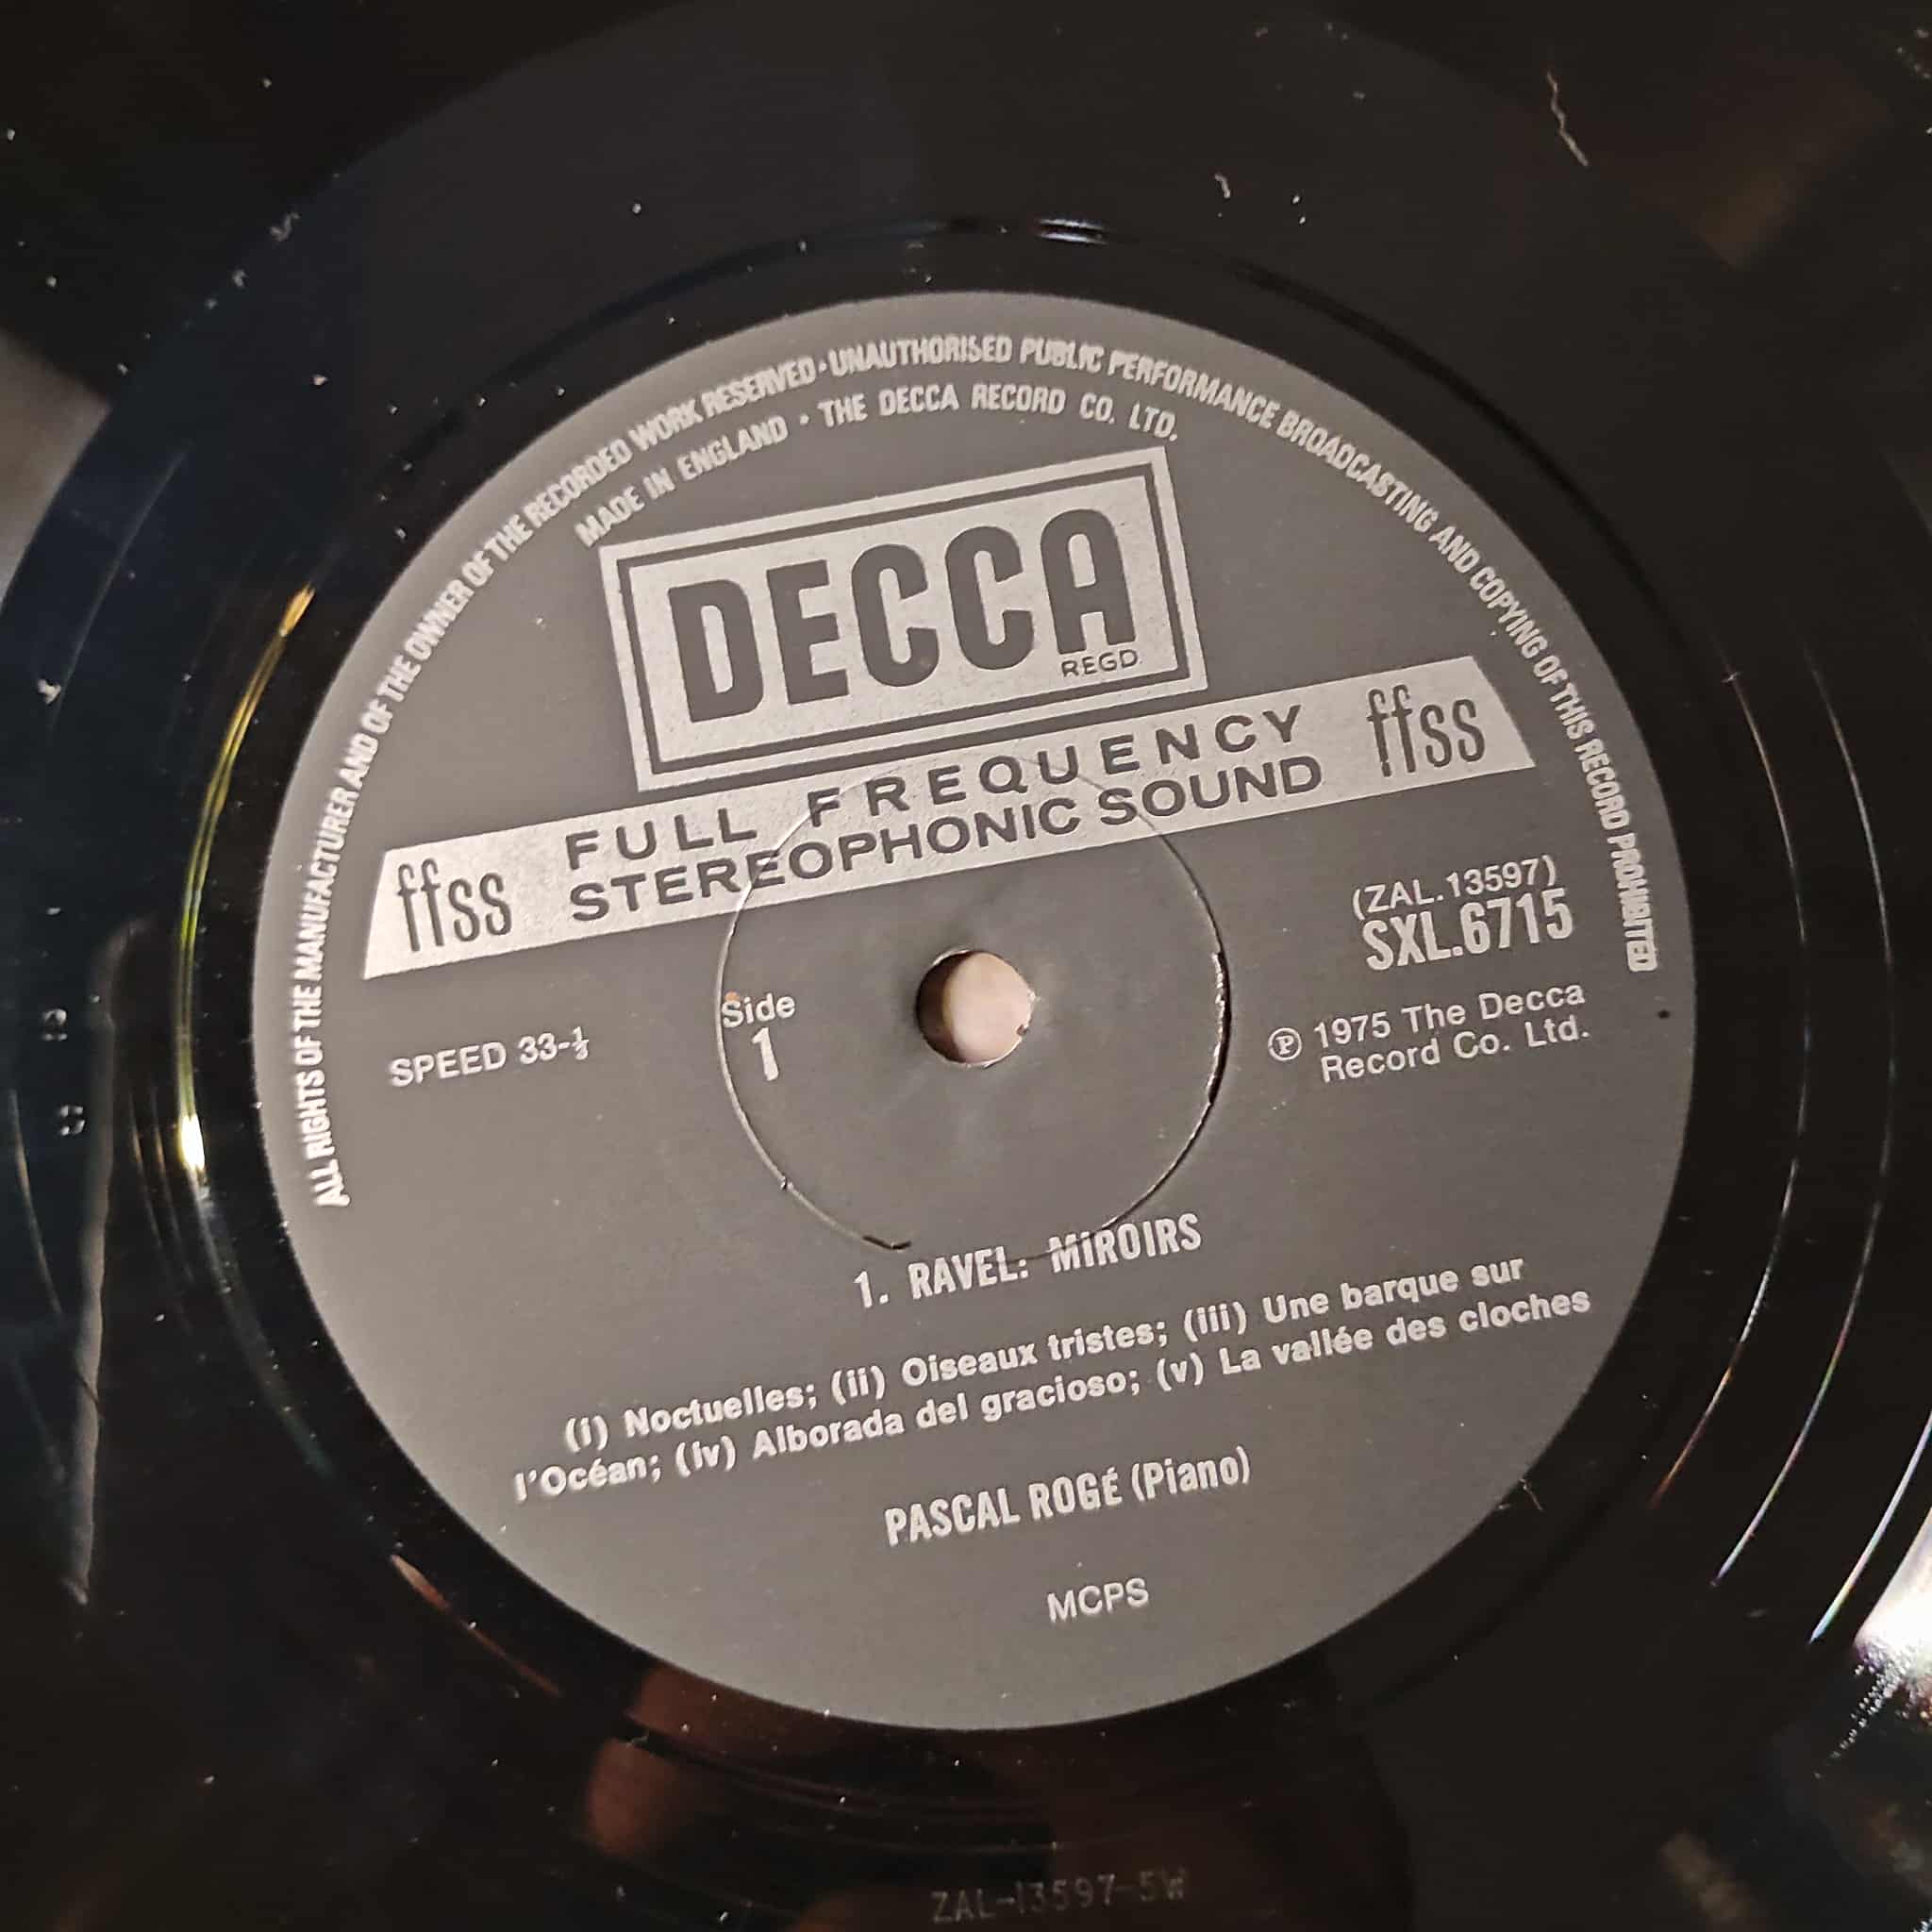 ALL RIGHTS OF THE MANUFACTURER AND OF THE OWNER OF THE RECORDED WORK RESERVED · UNAUTHORISED PUBLIC PERFORMANCE BROADCASTING AND COPYING OF THIS RECORD PROHIBITED
MADE IN ENGLAND · THE DECCA RECORD CO. LTD.
DECCA
REGD
ffss FULL FREQUENCY ffss
STEREOPHONIC SOUND
(ZAL.13597)
SXL.6715
SPEED 33-⅓
Side
1
℗ 1975 The Decca
Record Co. Ltd.
1. RAVEL: MIROIRS
(i) Noctuelles; (ii) Oiseaux tristes; (iii) Une barque sur
l'Océan; (iv) Alborada del gracioso; (v) La vallée des cloches
PASCAL ROGÉ (Piano)
MCPS
ZAL-13597-5W